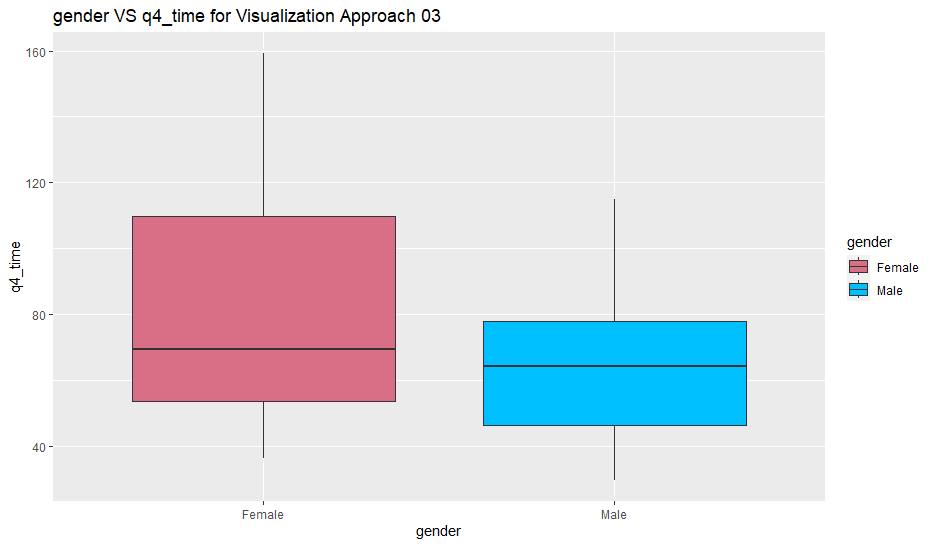 gender VS q4_time for Visualization Approach 03
160
120
80
40
q4_time
Female
Male
gender
gender
Female
Male